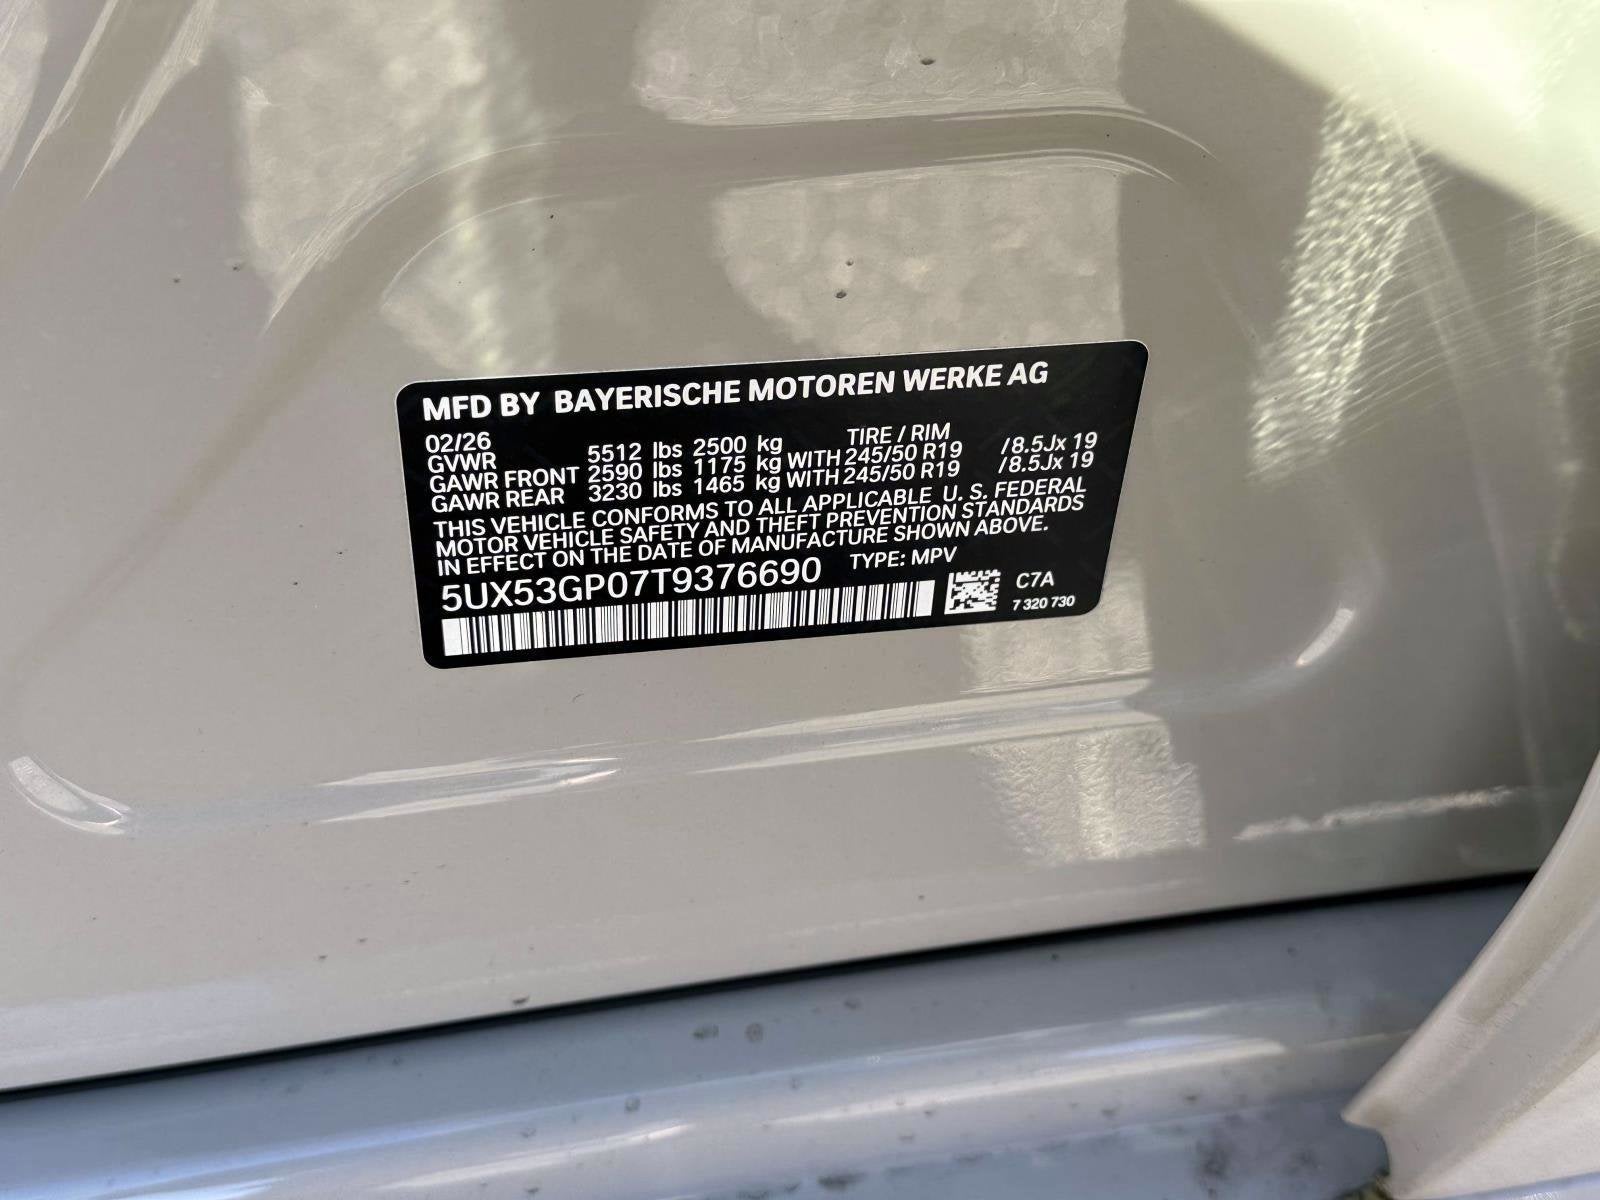 MFD BY BAYERISCHE MOTOREN WERKE AG
02/26 TIRE / RIM
GVWR 5512 lbs 2500 kg
GAWR FRONT 2590 lbs 1175 kg WITH 245/50 R19 /8.5Jx 19
GAWR REAR 3230 lbs 1465 kg WITH 245/50 R19 /8.5Jx 19
THIS VEHICLE CONFORMS TO ALL APPLICABLE U. S. FEDERAL
MOTOR VEHICLE SAFETY AND THEFT PREVENTION STANDARDS
IN EFFECT ON THE DATE OF MANUFACTURE SHOWN ABOVE.
5UX53GP07T9376690 TYPE: MPV
C7A
7 320 730